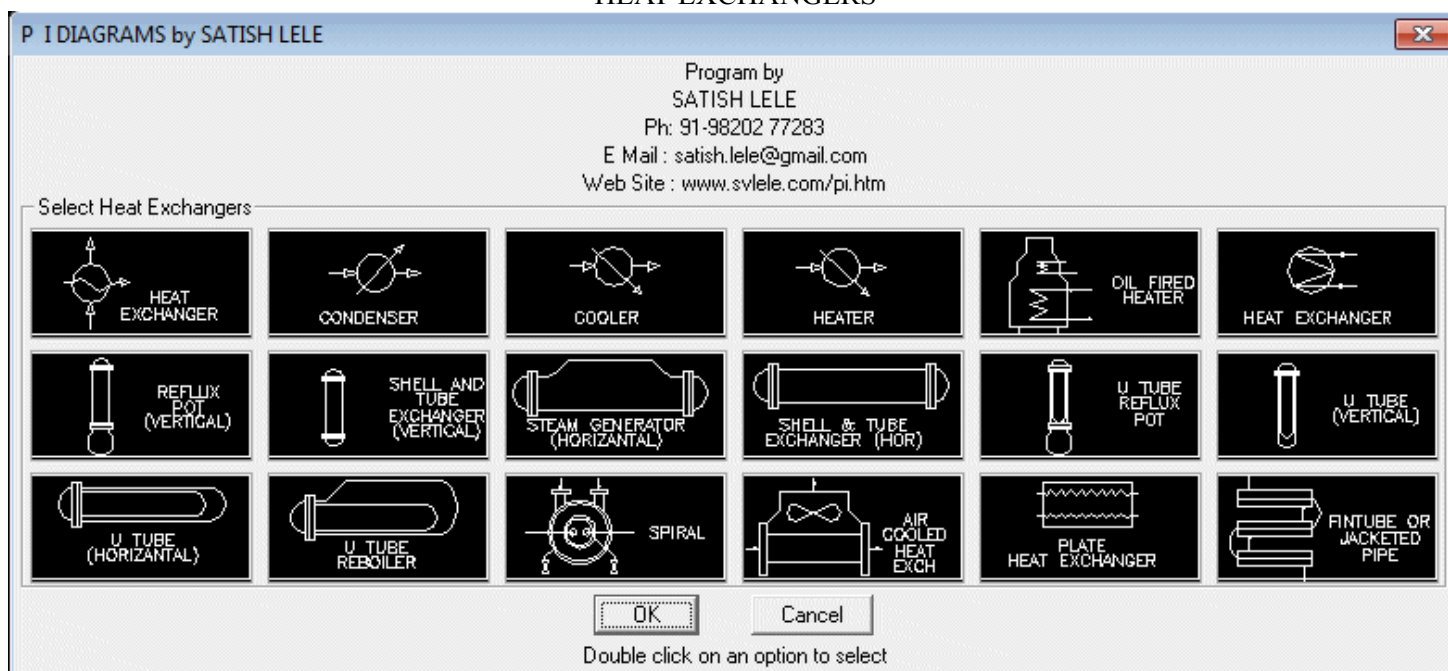 HEAT EXCHANGERS
P I DIAGRAMS by SATISH LELE
Program by
SATISH LELE
Ph: 91-98202 77283
E Mail : satish.lele@gmail.com
Web Site : www.svlele.com/pi.htm
Select Heat Exchangers
HEAT
EXCHANGER
CONDENSER
COOLER
HEATER
OIL FIRED
HEATER
HEAT EXCHANGER
REFLUX
POT
(VERTICAL)
SHELL AND
TUBE
EXCHANGER
(VERTICAL)
STEAM GENERATOR
(HORIZANTAL)
SHELL & TUBE
EXCHANGER (HOR)
U TUBE
REFLUX
POT
U TUBE
(VERTICAL)
U TUBE
(HORIZANTAL)
U TUBE
REBOILER
SPIRAL
AIR
COOLED
HEAT
EXCH
PLATE
HEAT EXCHANGER
FINTUBE OR
JACKETED
PIPE
OK
Cancel
Double click on an option to select